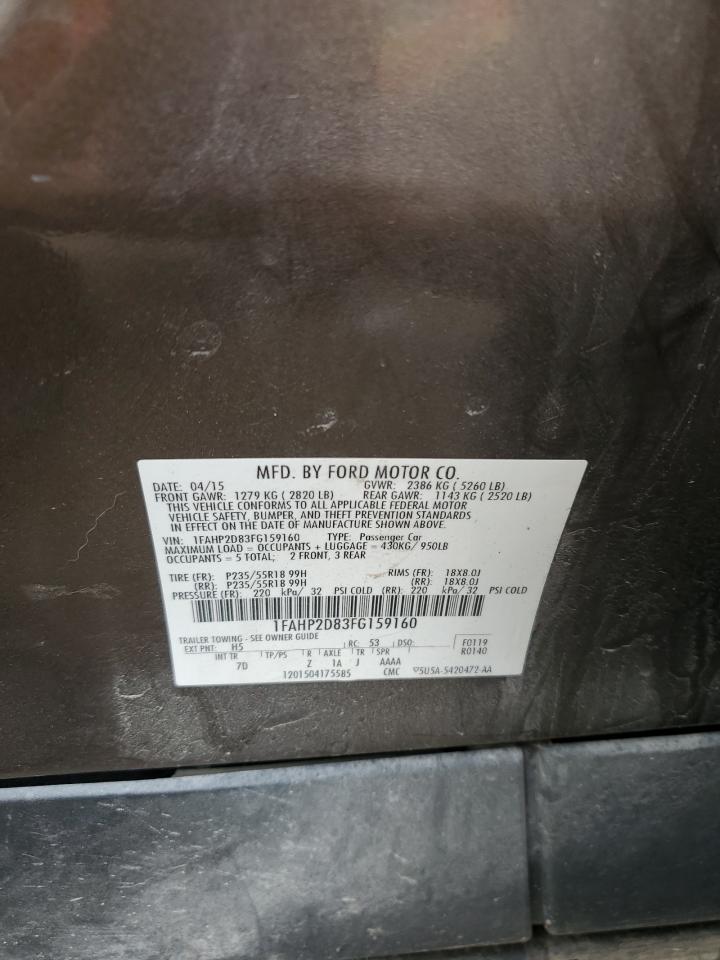 MFD. BY FORD MOTOR CO.
DATE: 04/15 GVWR: 2386 KG ( 5260 LB)
FRONT GAWR: 1279 KG ( 2820 LB) REAR GAWR: 1143 KG ( 2520 LB)
THIS VEHICLE CONFORMS TO ALL APPLICABLE FEDERAL MOTOR
VEHICLE SAFETY, BUMPER, AND THEFT PREVENTION STANDARDS
IN EFFECT ON THE DATE OF MANUFACTURE SHOWN ABOVE.
VIN: 1FAHP2D83FG159160 TYPE: Passenger Car
MAXIMUM LOAD = OCCUPANTS + LUGGAGE = 430KG/ 950LB
OCCUPANTS = 5 TOTAL; 2 FRONT, 3 REAR
TIRE (FR): P235/55R18 99H RIMS (FR): 18X8.0J
(RR): P235/55R18 99H (RR): 18X8.0J
PRESSURE (FR): 220 kPa/ 32 PSI COLD (RR): 220 kPa/ 32 PSI COLD
1FAHP2D83FG159160
TRAILER TOWING - SEE OWNER GUIDE
EXT PNT: H5 RC: 53 DSO: F0119
INT TR TP/PS R AXLE TR SPR R0140
7D Z 1A J AAAA
1201504175585 CMC 5U5A-5420472-AA